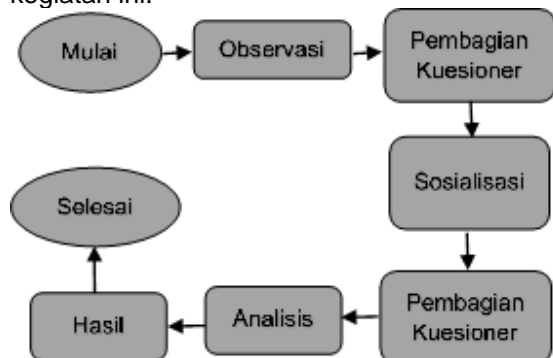 kegiatan ini.
Mulai
Observasi
Pembagian
Kuesioner
Sosialisasi
Pembagian
Kuesioner
Analisis
Hasil
Selesai